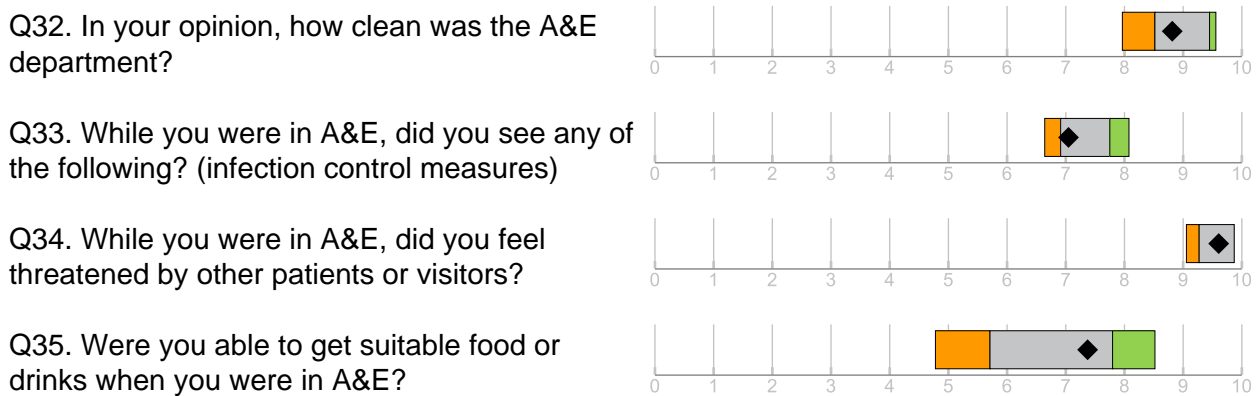 Q32. In your opinion, how clean was the A&E
department?
0 1 2 3 4 5 6 7 8 9 10
Q33. While you were in A&E, did you see any of
the following? (infection control measures)
0 1 2 3 4 5 6 7 8 9 10
Q34. While you were in A&E, did you feel
threatened by other patients or visitors?
0 1 2 3 4 5 6 7 8 9 10
Q35. Were you able to get suitable food or
drinks when you were in A&E?
0 1 2 3 4 5 6 7 8 9 10